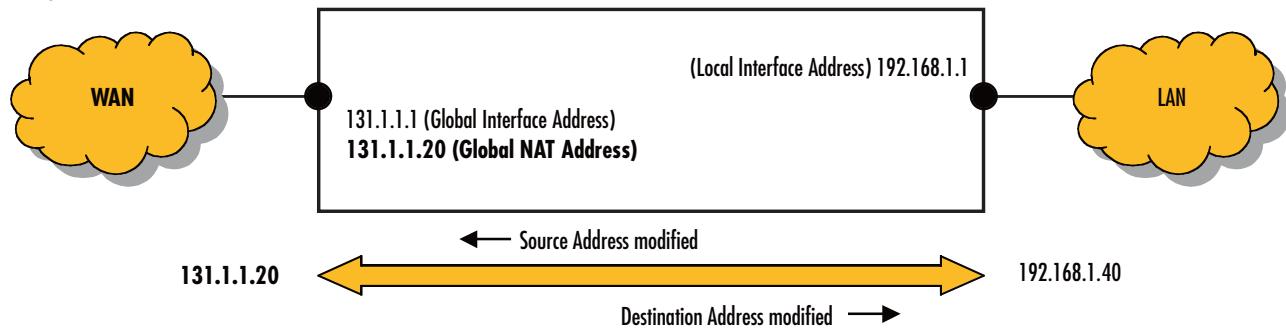 (Local Interface Address) 192.168.1.1
WAN
LAN
131.1.1.1 (Global Interface Address)
131.1.1.20 (Global NAT Address)
Source Address modified
131.1.1.20
192.168.1.40
Destination Address modified